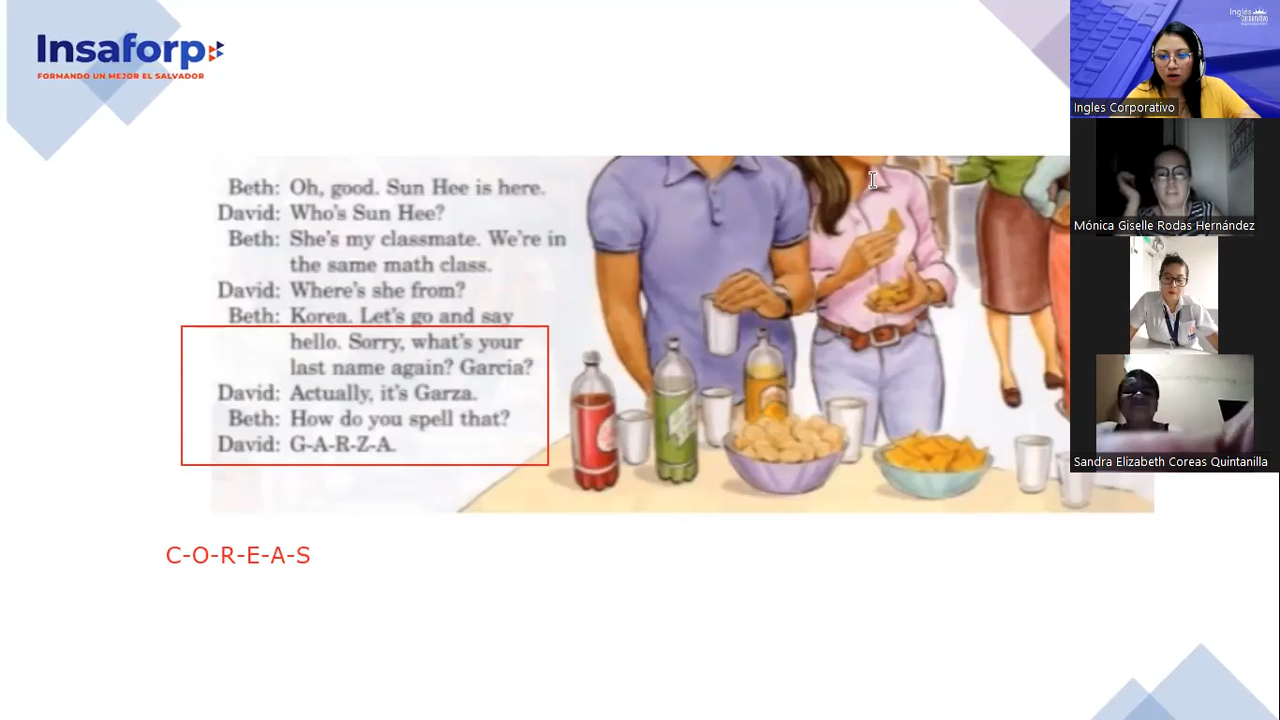 Insaforp
FORMANDO UN MEJOR EL SALVADOR
Beth: Oh, good. Sun Hee is here.
David: Who's Sun Hee?
Beth: She's my classmate. We're in
the same math class.
David: Where's she from?
Beth: Korea. Let's go and say
hello. Sorry, what's your
last name again? Garcia?
David: Actually, it's Garza.
Beth: How do you spell that?
David: G-A-R-Z-A.
C-O-R-E-A-S
Inglés
Corporativo
Ingles Corporativo
Mónica Giselle Rodas Hernández
Sandra Elizabeth Coreas Quintanilla